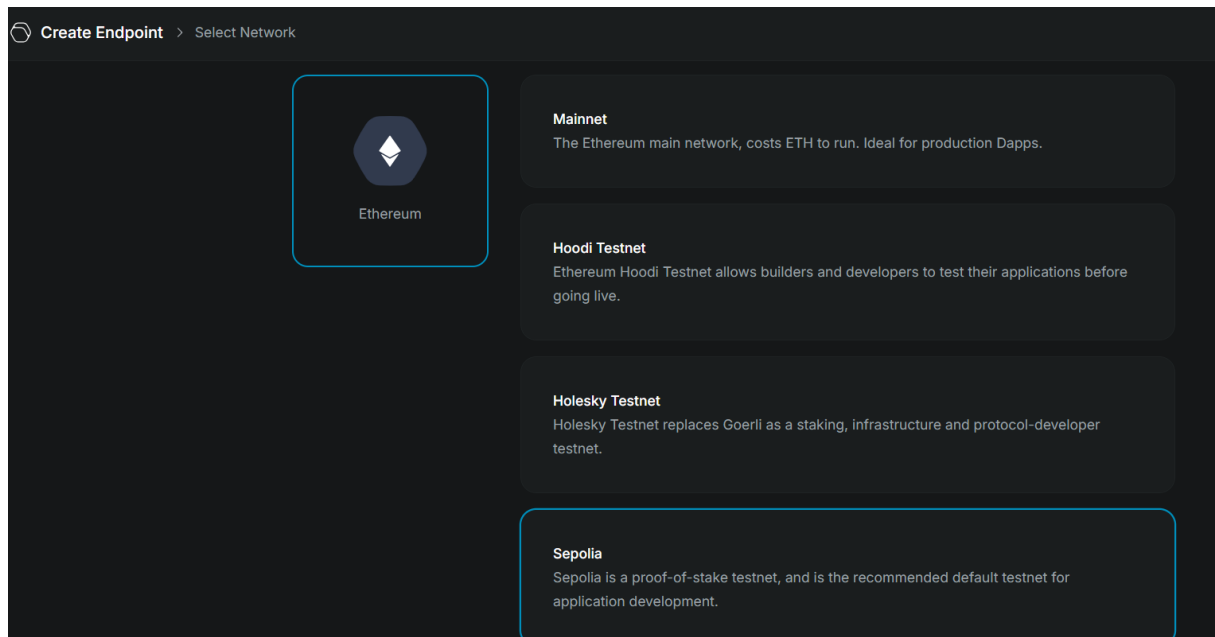 Create Endpoint > Select Network
Ethereum
Mainnet
The Ethereum main network, costs ETH to run. Ideal for production Dapps.
Hoodi Testnet
Ethereum Hoodi Testnet allows builders and developers to test their applications before
going live.
Holesky Testnet
Holesky Testnet replaces Goerli as a staking, infrastructure and protocol-developer
testnet.
Sepolia
Sepolia is a proof-of-stake testnet, and is the recommended default testnet for
application development.